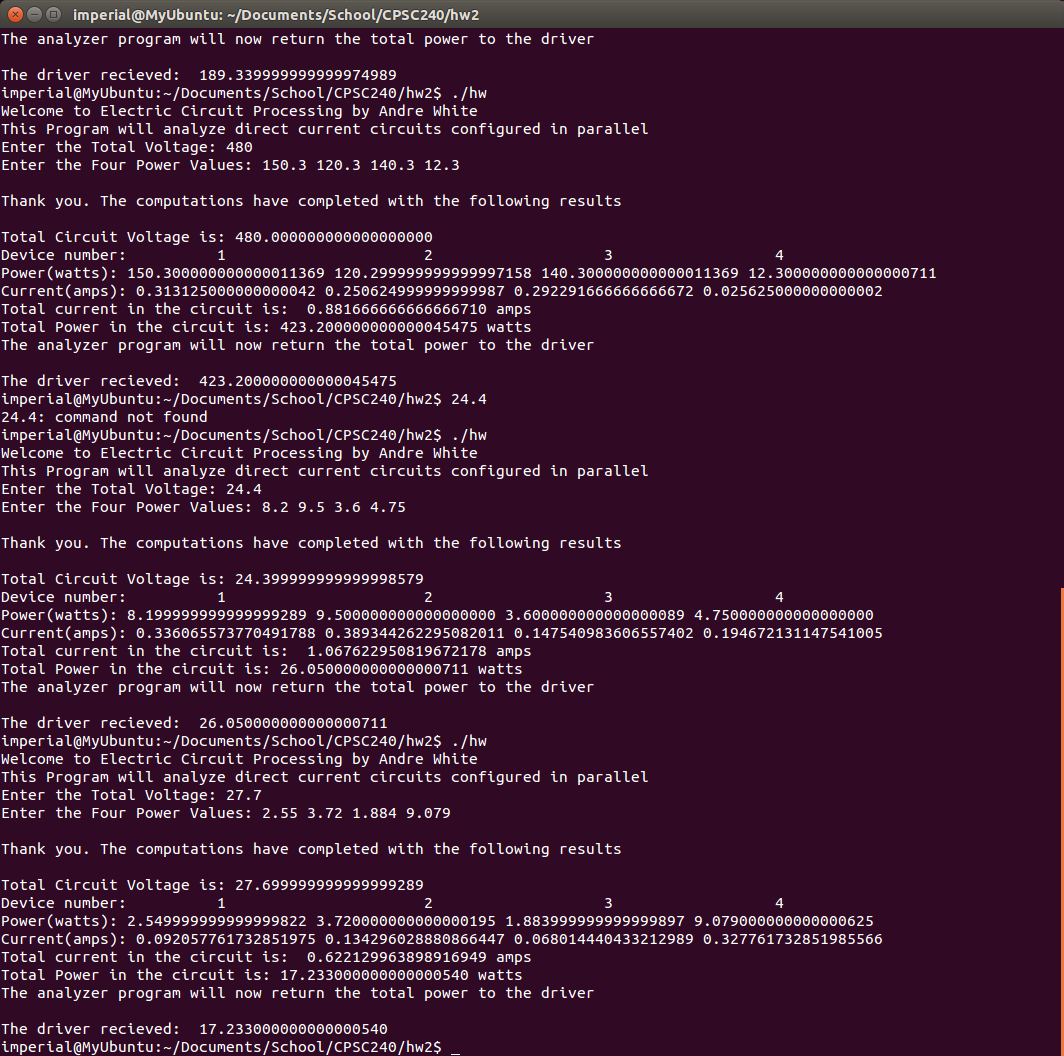 imperial@MyUbuntu: ~/Documents/School/CPSC240/hw2
The analyzer program will now return the total power to the driver
The driver recieved:  189.339999999999974989
imperial@MyUbuntu:~/Documents/School/CPSC240/hw2$ ./hw
Welcome to Electric Circuit Processing by Andre White
This Program will analyze direct current circuits configured in parallel
Enter the Total Voltage: 480
Enter the Four Power Values: 150.3 120.3 140.3 12.3
Thank you. The computations have completed with the following results
Total Circuit Voltage is: 480.000000000000000000
Device number:          1                      2                   3                  4
Power(watts): 150.300000000000011369 120.299999999999997158 140.300000000000011369 12.300000000000000711
Current(amps): 0.313125000000000042 0.250624999999999987 0.292291666666666672 0.025625000000000002
Total current in the circuit is:  0.881666666666666710 amps
Total Power in the circuit is: 423.200000000000045475 watts
The analyzer program will now return the total power to the driver
The driver recieved:  423.200000000000045475
imperial@MyUbuntu:~/Documents/School/CPSC240/hw2$ 24.4
24.4: command not found
imperial@MyUbuntu:~/Documents/School/CPSC240/hw2$ ./hw
Welcome to Electric Circuit Processing by Andre White
This Program will analyze direct current circuits configured in parallel
Enter the Total Voltage: 24.4
Enter the Four Power Values: 8.2 9.5 3.6 4.75
Thank you. The computations have completed with the following results
Total Circuit Voltage is: 24.399999999999998579
Device number:          1                      2                   3                  4
Power(watts): 8.199999999999999289 9.500000000000000000 3.600000000000000089 4.750000000000000000
Current(amps): 0.336065573770491788 0.389344262295082011 0.147540983606557402 0.194672131147541005
Total current in the circuit is:  1.067622950819672178 amps
Total Power in the circuit is: 26.050000000000000711 watts
The analyzer program will now return the total power to the driver
The driver recieved:  26.050000000000000711
imperial@MyUbuntu:~/Documents/School/CPSC240/hw2$ ./hw
Welcome to Electric Circuit Processing by Andre White
This Program will analyze direct current circuits configured in parallel
Enter the Total Voltage: 27.7
Enter the Four Power Values: 2.55 3.72 1.884 9.079
Thank you. The computations have completed with the following results
Total Circuit Voltage is: 27.699999999999999289
Device number:          1                      2                   3                  4
Power(watts): 2.549999999999999822 3.720000000000000195 1.883999999999999897 9.079000000000000625
Current(amps): 0.092057761732851975 0.134296028880866447 0.068014440433212989 0.327761732851985566
Total current in the circuit is:  0.622129963898916949 amps
Total Power in the circuit is: 17.233000000000000540 watts
The analyzer program will now return the total power to the driver
The driver recieved:  17.233000000000000540
imperial@MyUbuntu:~/Documents/School/CPSC240/hw2$ _